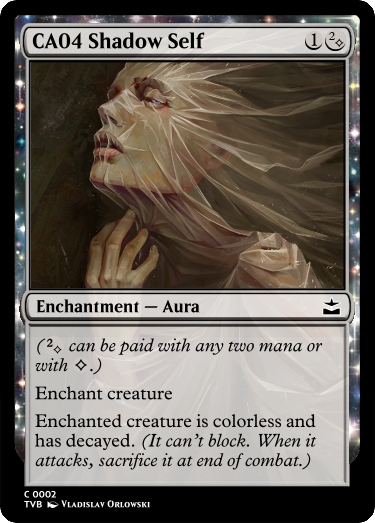 CA04 Shadow Self 1 2
Enchantment — Aura
(2 can be paid with any two mana or
with .)
Enchant creature
Enchanted creature is colorless and
has decayed. (It can't block. When it
attacks, sacrifice it at end of combat.)
C 0002
TVB Vladislav Orlowski